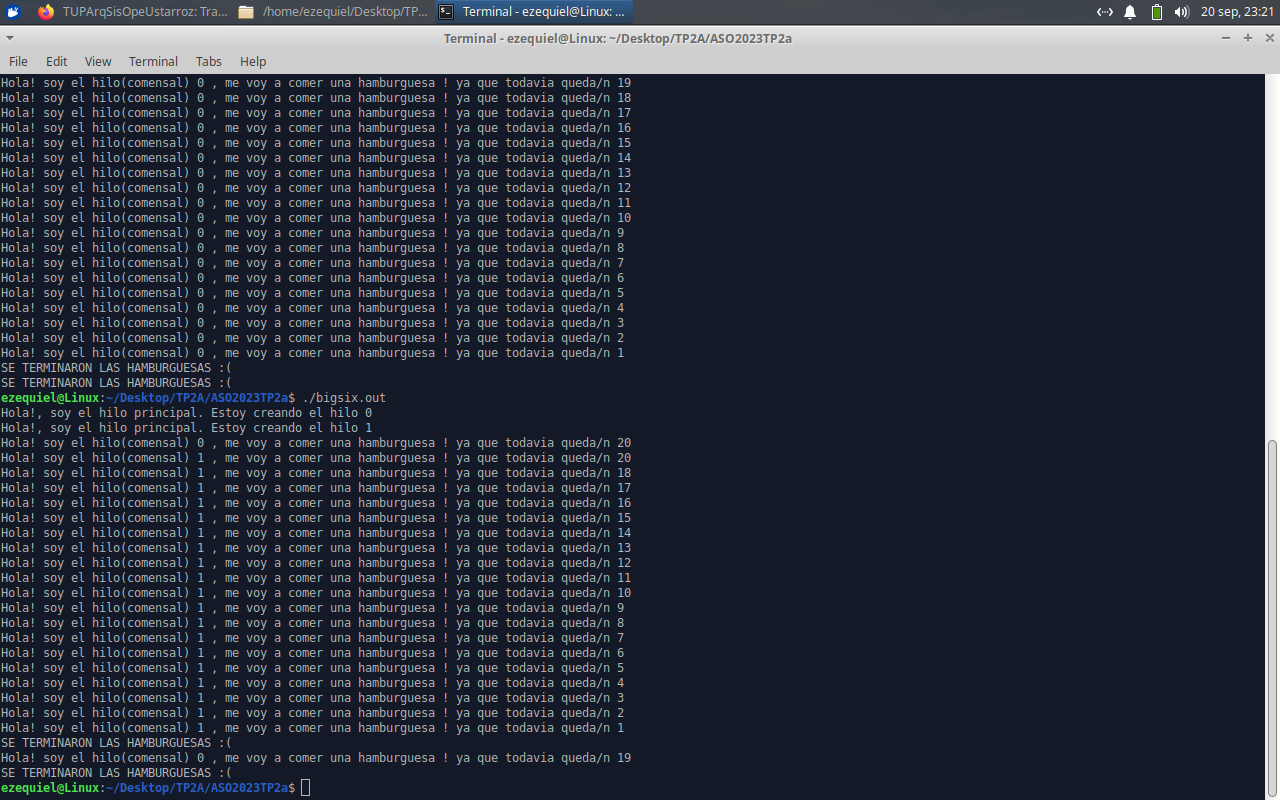 TUPArqSisOpeUstarroz: Tra...
/home/ezequiel/Desktop/TP...
Terminal - ezequiel@Linux: ...
20 sep, 23:21
Terminal - ezequiel@Linux: ~/Desktop/TP2A/ASO2023TP2a
File Edit View Terminal Tabs Help
Hola! soy el hilo(comensal) 0 , me voy a comer una hamburguesa ! ya que todavia queda/n 19
Hola! soy el hilo(comensal) 0 , me voy a comer una hamburguesa ! ya que todavia queda/n 18
Hola! soy el hilo(comensal) 0 , me voy a comer una hamburguesa ! ya que todavia queda/n 17
Hola! soy el hilo(comensal) 0 , me voy a comer una hamburguesa ! ya que todavia queda/n 16
Hola! soy el hilo(comensal) 0 , me voy a comer una hamburguesa ! ya que todavia queda/n 15
Hola! soy el hilo(comensal) 0 , me voy a comer una hamburguesa ! ya que todavia queda/n 14
Hola! soy el hilo(comensal) 0 , me voy a comer una hamburguesa ! ya que todavia queda/n 13
Hola! soy el hilo(comensal) 0 , me voy a comer una hamburguesa ! ya que todavia queda/n 12
Hola! soy el hilo(comensal) 0 , me voy a comer una hamburguesa ! ya que todavia queda/n 11
Hola! soy el hilo(comensal) 0 , me voy a comer una hamburguesa ! ya que todavia queda/n 10
Hola! soy el hilo(comensal) 0 , me voy a comer una hamburguesa ! ya que todavia queda/n 9
Hola! soy el hilo(comensal) 0 , me voy a comer una hamburguesa ! ya que todavia queda/n 8
Hola! soy el hilo(comensal) 0 , me voy a comer una hamburguesa ! ya que todavia queda/n 7
Hola! soy el hilo(comensal) 0 , me voy a comer una hamburguesa ! ya que todavia queda/n 6
Hola! soy el hilo(comensal) 0 , me voy a comer una hamburguesa ! ya que todavia queda/n 5
Hola! soy el hilo(comensal) 0 , me voy a comer una hamburguesa ! ya que todavia queda/n 4
Hola! soy el hilo(comensal) 0 , me voy a comer una hamburguesa ! ya que todavia queda/n 3
Hola! soy el hilo(comensal) 0 , me voy a comer una hamburguesa ! ya que todavia queda/n 2
Hola! soy el hilo(comensal) 0 , me voy a comer una hamburguesa ! ya que todavia queda/n 1
SE TERMINARON LAS HAMBURGUESAS :(
SE TERMINARON LAS HAMBURGUESAS :(
ezequiel@Linux:~/Desktop/TP2A/ASO2023TP2a$ ./bigsix.out
Hola!, soy el hilo principal. Estoy creando el hilo 0
Hola!, soy el hilo principal. Estoy creando el hilo 1
Hola! soy el hilo(comensal) 0 , me voy a comer una hamburguesa ! ya que todavia queda/n 20
Hola! soy el hilo(comensal) 1 , me voy a comer una hamburguesa ! ya que todavia queda/n 20
Hola! soy el hilo(comensal) 1 , me voy a comer una hamburguesa ! ya que todavia queda/n 18
Hola! soy el hilo(comensal) 1 , me voy a comer una hamburguesa ! ya que todavia queda/n 17
Hola! soy el hilo(comensal) 1 , me voy a comer una hamburguesa ! ya que todavia queda/n 16
Hola! soy el hilo(comensal) 1 , me voy a comer una hamburguesa ! ya que todavia queda/n 15
Hola! soy el hilo(comensal) 1 , me voy a comer una hamburguesa ! ya que todavia queda/n 14
Hola! soy el hilo(comensal) 1 , me voy a comer una hamburguesa ! ya que todavia queda/n 13
Hola! soy el hilo(comensal) 1 , me voy a comer una hamburguesa ! ya que todavia queda/n 12
Hola! soy el hilo(comensal) 1 , me voy a comer una hamburguesa ! ya que todavia queda/n 11
Hola! soy el hilo(comensal) 1 , me voy a comer una hamburguesa ! ya que todavia queda/n 10
Hola! soy el hilo(comensal) 1 , me voy a comer una hamburguesa ! ya que todavia queda/n 9
Hola! soy el hilo(comensal) 1 , me voy a comer una hamburguesa ! ya que todavia queda/n 8
Hola! soy el hilo(comensal) 1 , me voy a comer una hamburguesa ! ya que todavia queda/n 7
Hola! soy el hilo(comensal) 1 , me voy a comer una hamburguesa ! ya que todavia queda/n 6
Hola! soy el hilo(comensal) 1 , me voy a comer una hamburguesa ! ya que todavia queda/n 5
Hola! soy el hilo(comensal) 1 , me voy a comer una hamburguesa ! ya que todavia queda/n 4
Hola! soy el hilo(comensal) 1 , me voy a comer una hamburguesa ! ya que todavia queda/n 3
Hola! soy el hilo(comensal) 1 , me voy a comer una hamburguesa ! ya que todavia queda/n 2
Hola! soy el hilo(comensal) 1 , me voy a comer una hamburguesa ! ya que todavia queda/n 1
SE TERMINARON LAS HAMBURGUESAS :(
Hola! soy el hilo(comensal) 0 , me voy a comer una hamburguesa ! ya que todavia queda/n 19
SE TERMINARON LAS HAMBURGUESAS :(
ezequiel@Linux:~/Desktop/TP2A/ASO2023TP2a$